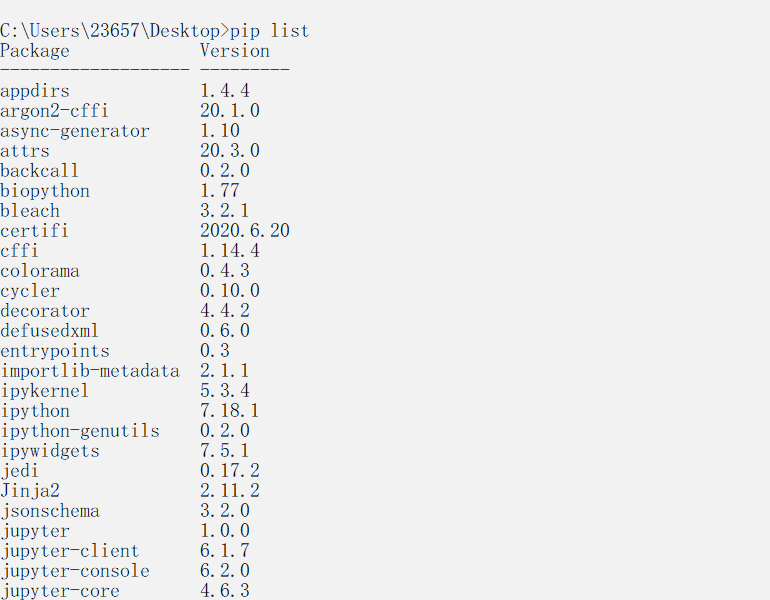 C:\Users\23657\Desktop>pip list
Package             Version
------------------- ---------
appdirs             1.4.4
argon2-cffi         20.1.0
async-generator     1.10
attrs               20.3.0
backcall            0.2.0
biopython           1.77
bleach              3.2.1
certifi             2020.6.20
cffi                1.14.4
colorama            0.4.3
cycler              0.10.0
decorator           4.4.2
defusedxml          0.6.0
entrypoints         0.3
importlib-metadata  2.1.1
ipykernel           5.3.4
ipython             7.18.1
ipython-genutils    0.2.0
ipywidgets          7.5.1
jedi                0.17.2
Jinja2              2.11.2
jsonschema          3.2.0
jupyter             1.0.0
jupyter-client      6.1.7
jupyter-console     6.2.0
jupyter-core        4.6.3